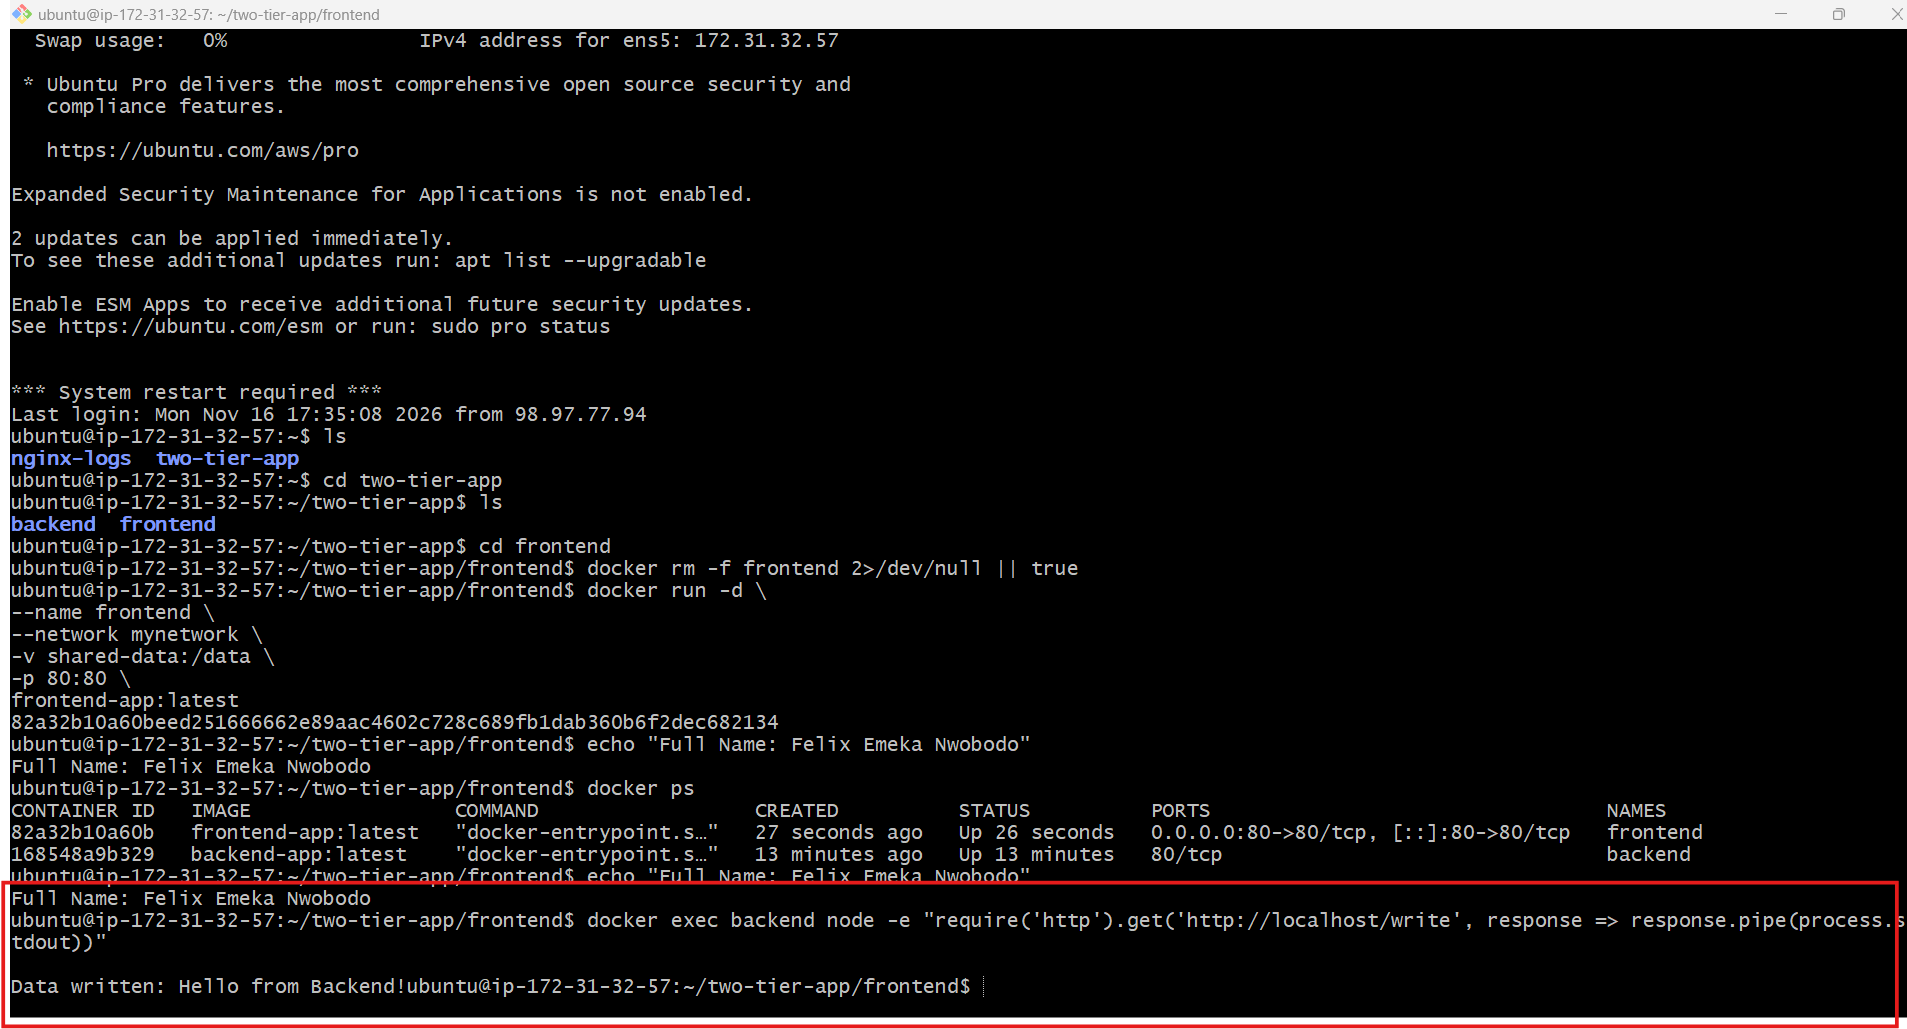 ubuntu@ip-172-31-32-57: ~/two-tier-app/frontend
Swap usage:   0%                IPv4 address for ens5: 172.31.32.57
* Ubuntu Pro delivers the most comprehensive open source security and
compliance features.
https://ubuntu.com/aws/pro
Expanded Security Maintenance for Applications is not enabled.
2 updates can be applied immediately.
To see these additional updates run: apt list --upgradable
Enable ESM Apps to receive additional future security updates.
See https://ubuntu.com/esm or run: sudo pro status
*** System restart required ***
Last login: Mon Nov 16 17:35:08 2026 from 98.97.77.94
ubuntu@ip-172-31-32-57:~$ ls
nginx-logs  two-tier-app
ubuntu@ip-172-31-32-57:~$ cd two-tier-app
ubuntu@ip-172-31-32-57:~/two-tier-app$ ls
backend  frontend
ubuntu@ip-172-31-32-57:~/two-tier-app$ cd frontend
ubuntu@ip-172-31-32-57:~/two-tier-app/frontend$ docker rm -f frontend 2>/dev/null || true
ubuntu@ip-172-31-32-57:~/two-tier-app/frontend$ docker run -d \
--name frontend \
--network mynetwork \
-v shared-data:/data \
-p 80:80 \
frontend-app:latest
82a32b10a60beed251666662e89aac4602c728c689fb1dab360b6f2dec682134
ubuntu@ip-172-31-32-57:~/two-tier-app/frontend$ echo "Full Name: Felix Emeka Nwobodo"
Full Name: Felix Emeka Nwobodo
ubuntu@ip-172-31-32-57:~/two-tier-app/frontend$ docker ps
CONTAINER ID   IMAGE                 COMMAND                  CREATED          STATUS          PORTS                                 NAMES
82a32b10a60b   frontend-app:latest   "docker-entrypoint.s…"   27 seconds ago   Up 26 seconds   0.0.0.0:80->80/tcp, [::]:80->80/tcp   frontend
168548a9b329   backend-app:latest    "docker-entrypoint.s…"   13 minutes ago   Up 13 minutes   80/tcp                                backend
ubuntu@ip-172-31-32-57:~/two-tier-app/frontend$ echo "Full Name: Felix Emeka Nwobodo"
Full Name: Felix Emeka Nwobodo
ubuntu@ip-172-31-32-57:~/two-tier-app/frontend$ docker exec backend node -e "require('http').get('http://localhost/write', response => response.pipe(process.s
tdout))"
Data written: Hello from Backend!ubuntu@ip-172-31-32-57:~/two-tier-app/frontend$